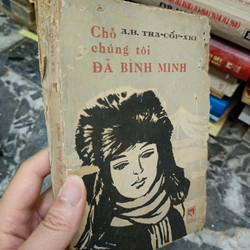 Chỗ A.B. TRA-CỐP-XKI
chúng tôi
ĐÃ BÌNH MINH